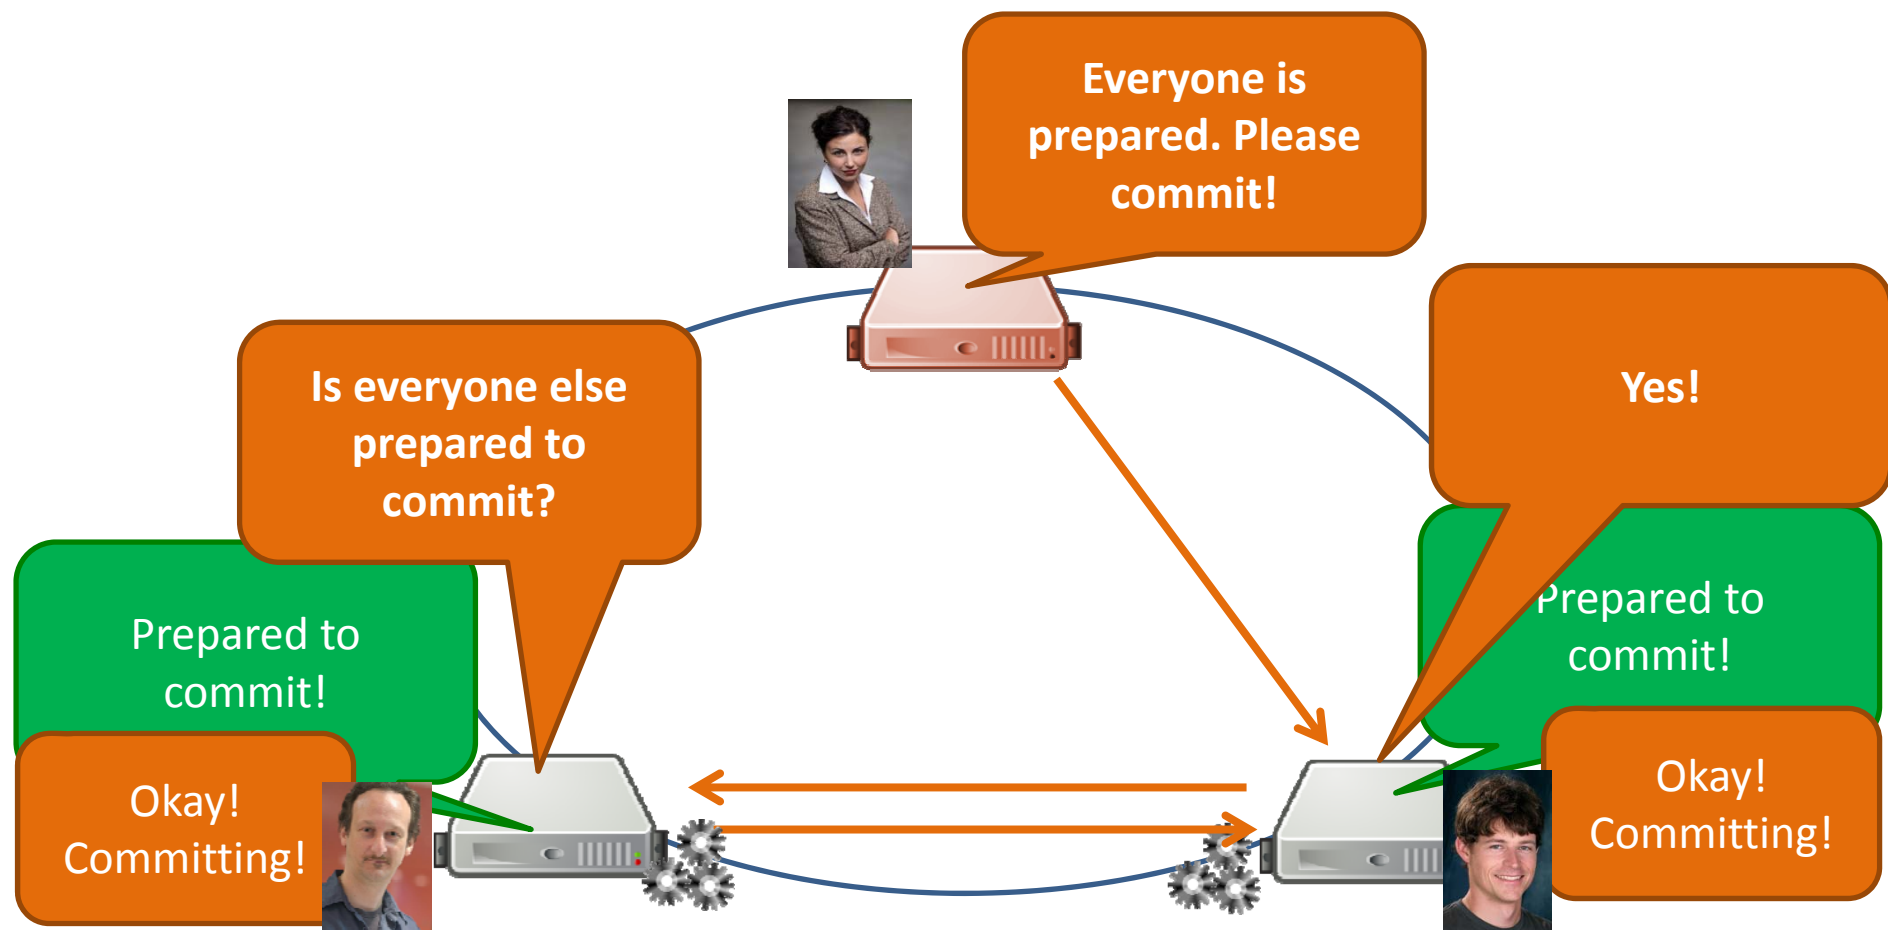 Everyone is
prepared. Please
commit!
Is everyone else
prepared to
commit?
Yes!
Prepared to
commit!
Prepared to
commit!
Okay!
Committing!
Okay!
Committing!